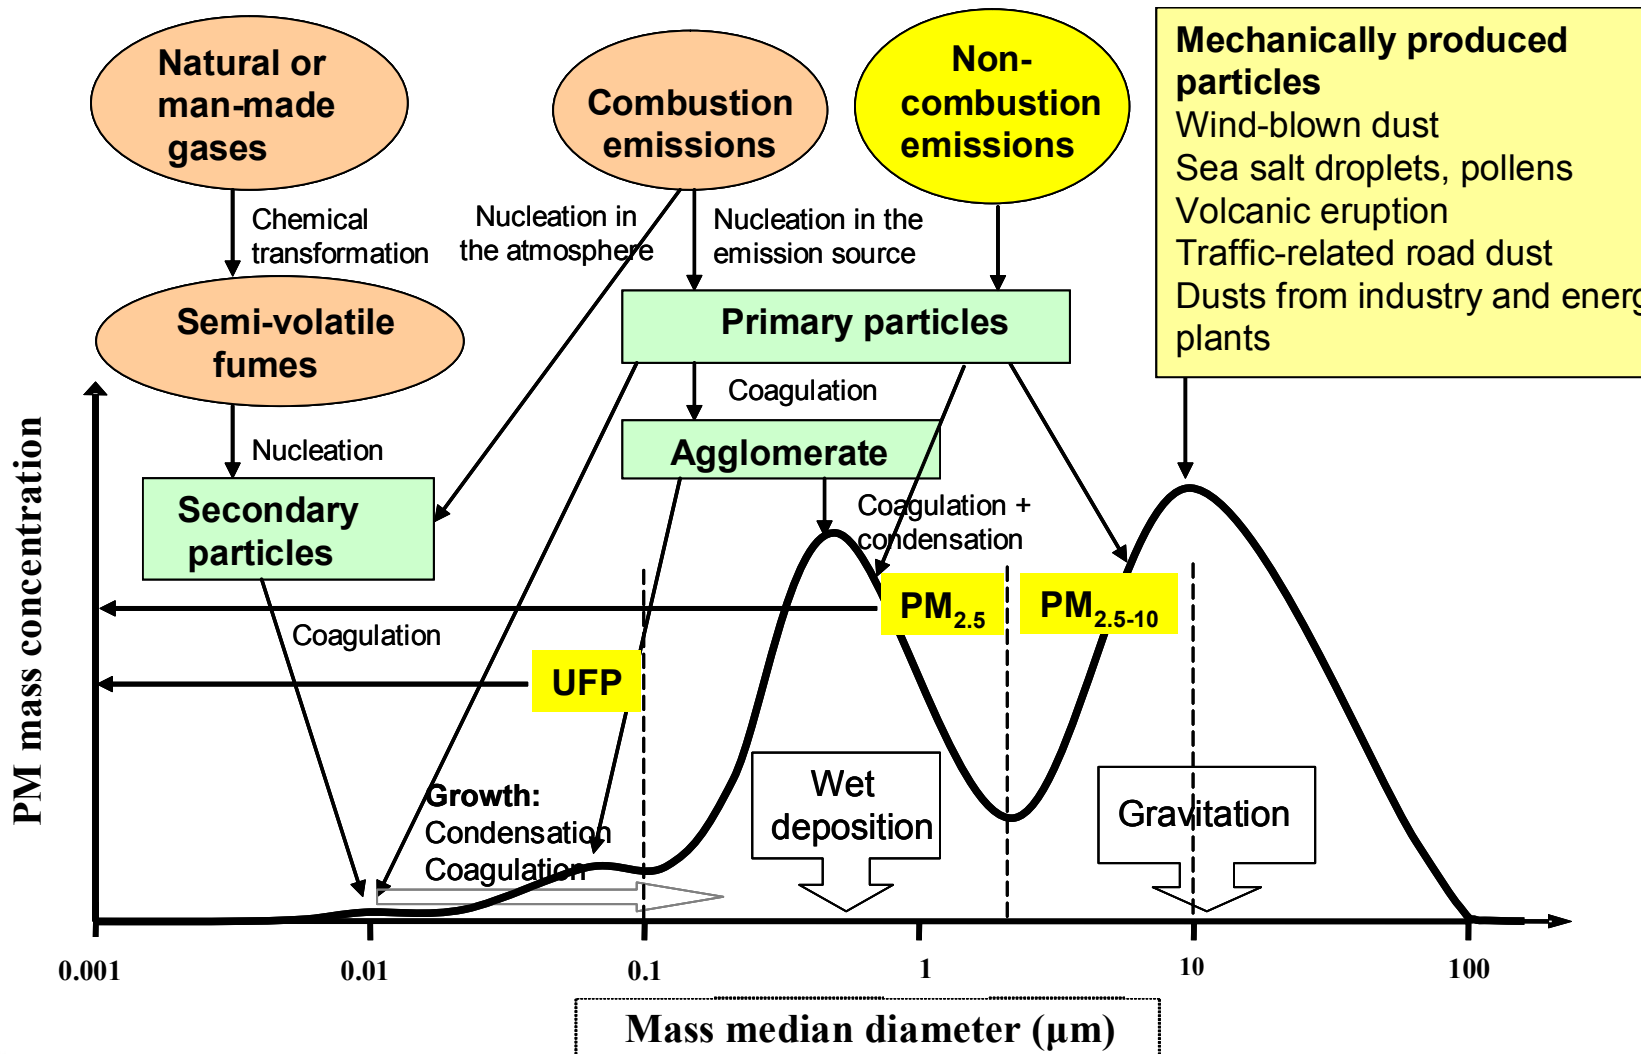 Natural or
man-made
gases
Combustion
emissions
Non-
combustion
emissions
Mechanically produced
particles
Wind-blown dust
Sea salt droplets, pollens
Volcanic eruption
Traffic-related road dust
Dusts from industry and energ
plants
Chemical
transformation
Nucleation in
the atmosphere
Nucleation in the
emission source
Semi-volatile
fumes
Primary particles
Coagulation
Agglomerate
Nucleation
Secondary
particles
Coagulation +
condensation
PM2.5
PM2.5-10
Coagulation
UFP
Growth:
Condensation
Coagulation
Wet
deposition
Gravitation
PM mass concentration
0.001
0.01
0.1
1
10
100
Mass median diameter (µm)